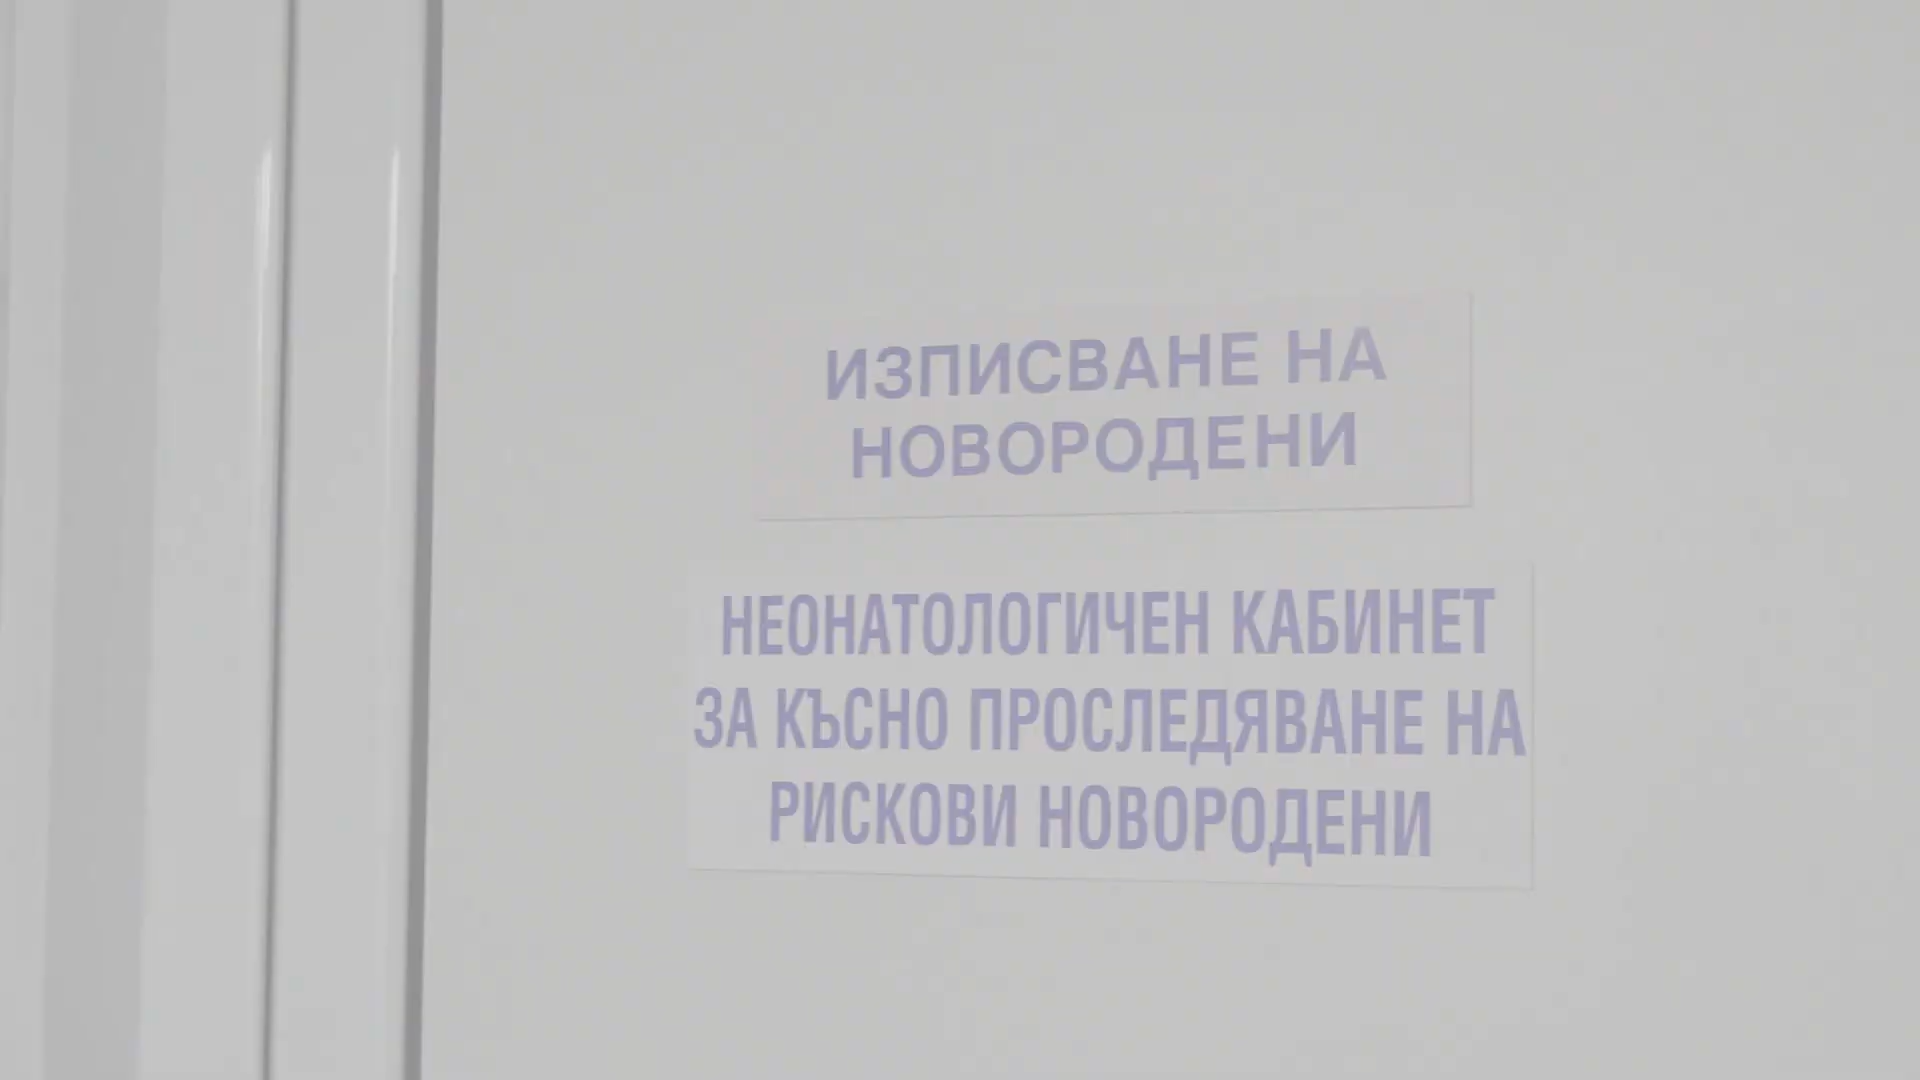 ИЗПИСВАНЕ НА
НОВОРОДЕНИ
НЕОНАТОЛОГИЧЕН КАБИНЕТ
ЗА КЪСНО ПРОСЛЕДЯВАНЕ НА
РИСКОВИ НОВОРОДЕНИ